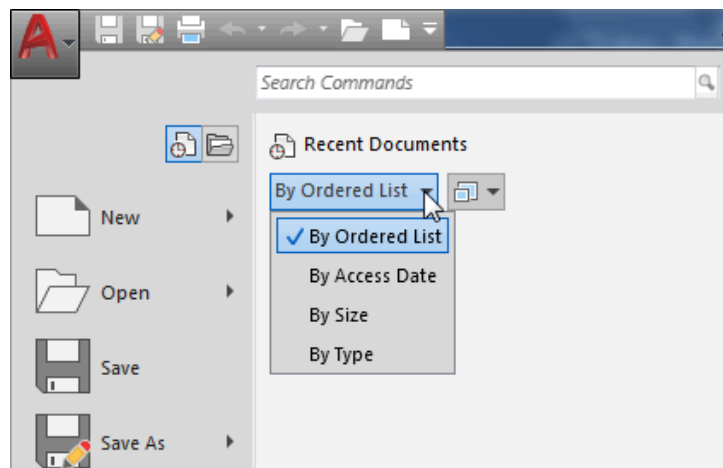 Search Commands
Recent Documents
By Ordered List
By Ordered List
By Access Date
By Size
By Type
New
Open
Save
Save As